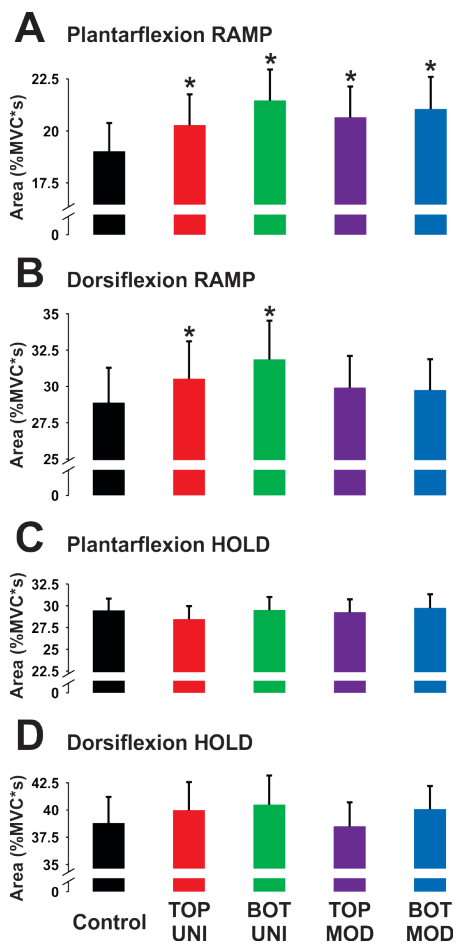 A Plantarflexion RAMP
* * * *
22.5
20
17.5
0
Area (%MVC*s)
B Dorsiflexion RAMP
* *
35
32.5
30
27.5
25
0
Area (%MVC*s)
C Plantarflexion HOLD
32.5
30
27.5
22.5
0
Area (%MVC*s)
D Dorsiflexion HOLD
42.5
40
37.5
35
0
Area (%MVC*s)
Control TOP BOT TOP BOT
UNI UNI MOD MOD